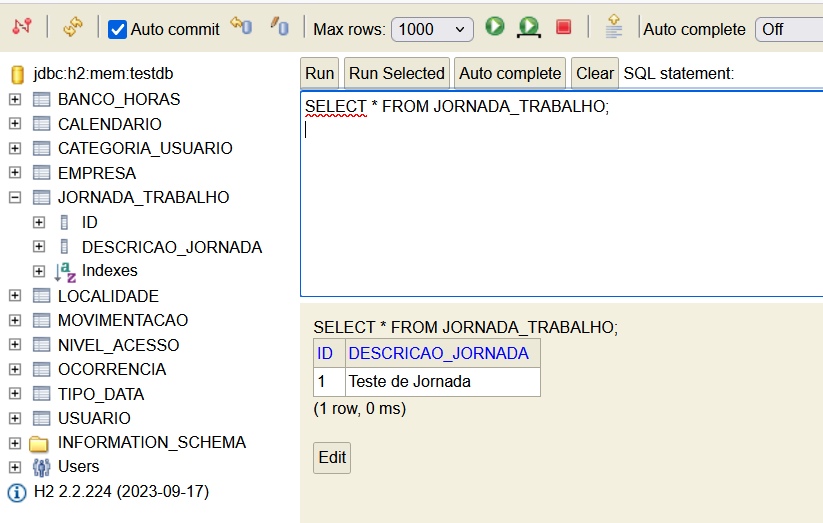 Auto commit Max rows: 1000 Auto complete Off
jdbc:h2:mem:testdb
BANCO_HORAS
CALENDARIO
CATEGORIA_USUARIO
EMPRESA
JORNADA_TRABALHO
ID
DESCRICAO_JORNADA
Indexes
LOCALIDADE
MOVIMENTACAO
NIVEL_ACESSO
OCORRENCIA
TIPO_DATA
USUARIO
INFORMATION_SCHEMA
Users
H2 2.2.224 (2023-09-17)
Run Run Selected Auto complete Clear SQL statement:
SELECT * FROM JORNADA_TRABALHO;
SELECT * FROM JORNADA_TRABALHO;
ID DESCRICAO_JORNADA
1 Teste de Jornada
(1 row, 0 ms)
Edit